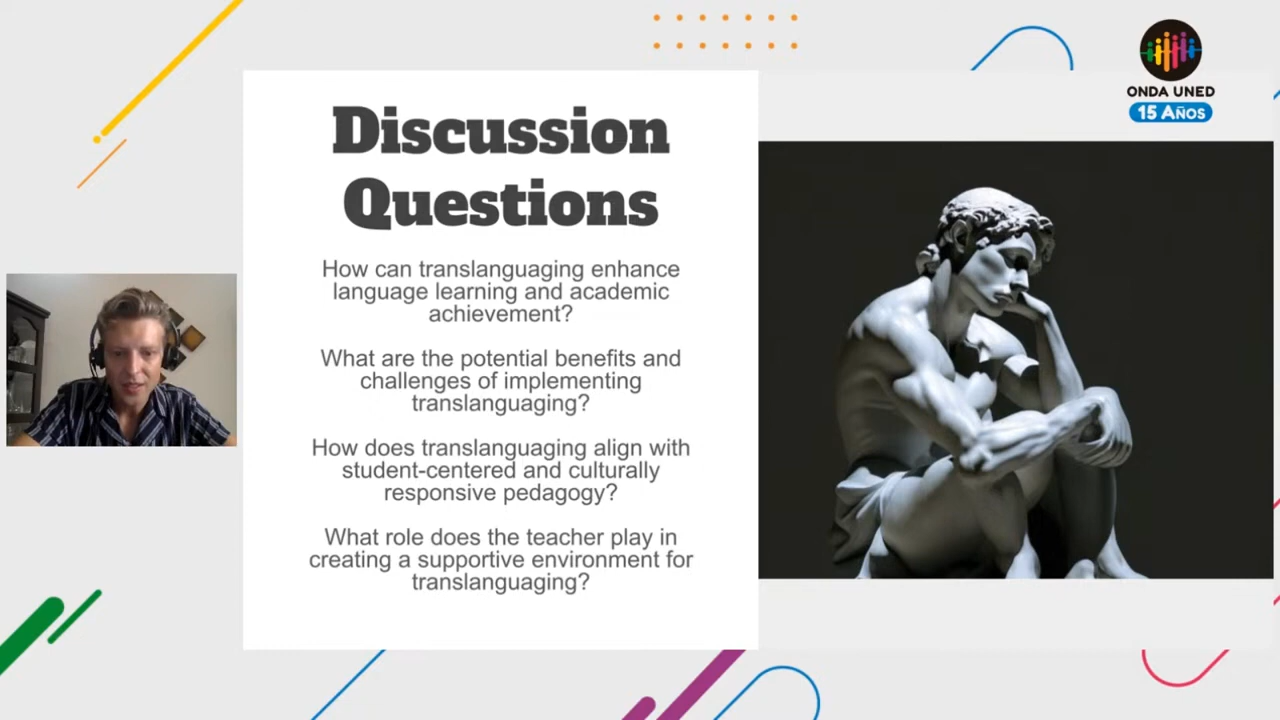 Discussion
Questions
How can translanguaging enhance
language learning and academic
achievement?
What are the potential benefits and
challenges of implementing
translanguaging?
How does translanguaging align with
student-centered and culturally
responsive pedagogy?
What role does the teacher play in
creating a supportive environment for
translanguaging?
ONDA UNED
15 AÑOS